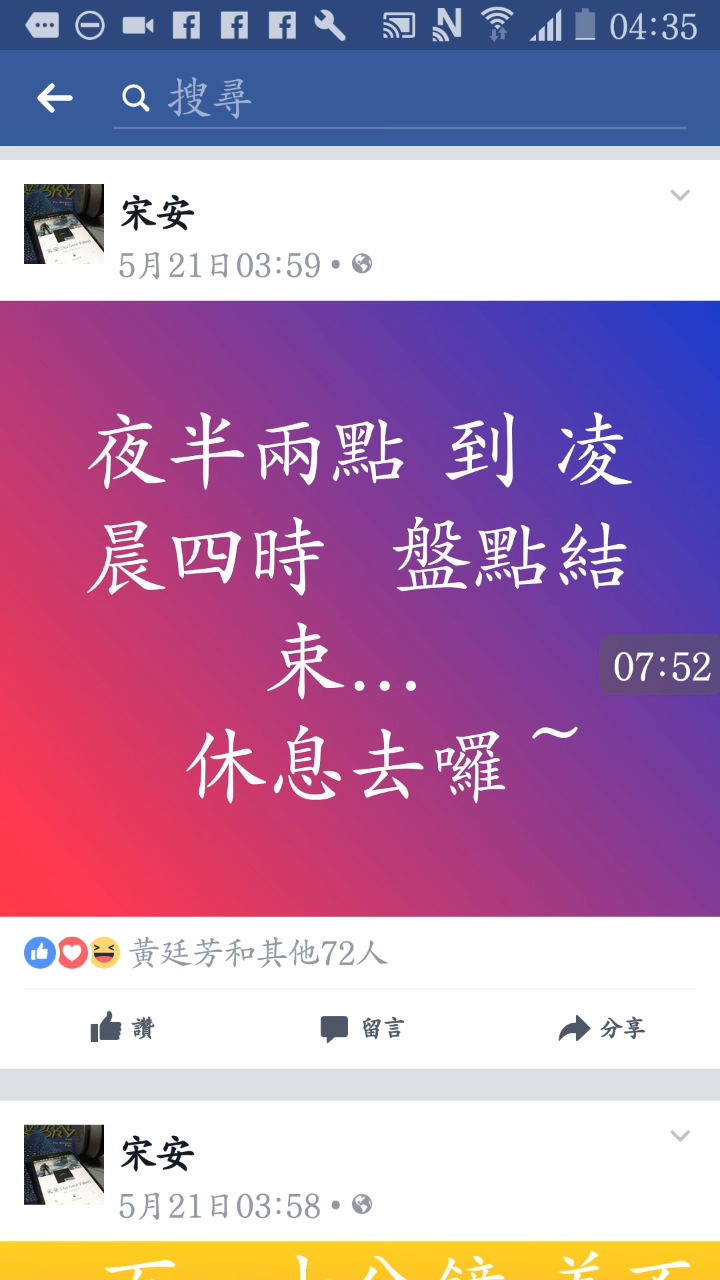 04:35
搜尋
宋安
5月21日03:59
夜半兩點 到 凌
晨四時 盤點結
束...
07:52
休息去囉~
黃廷芳和其他72人
讚 留言 分享
宋安
5月21日03:58